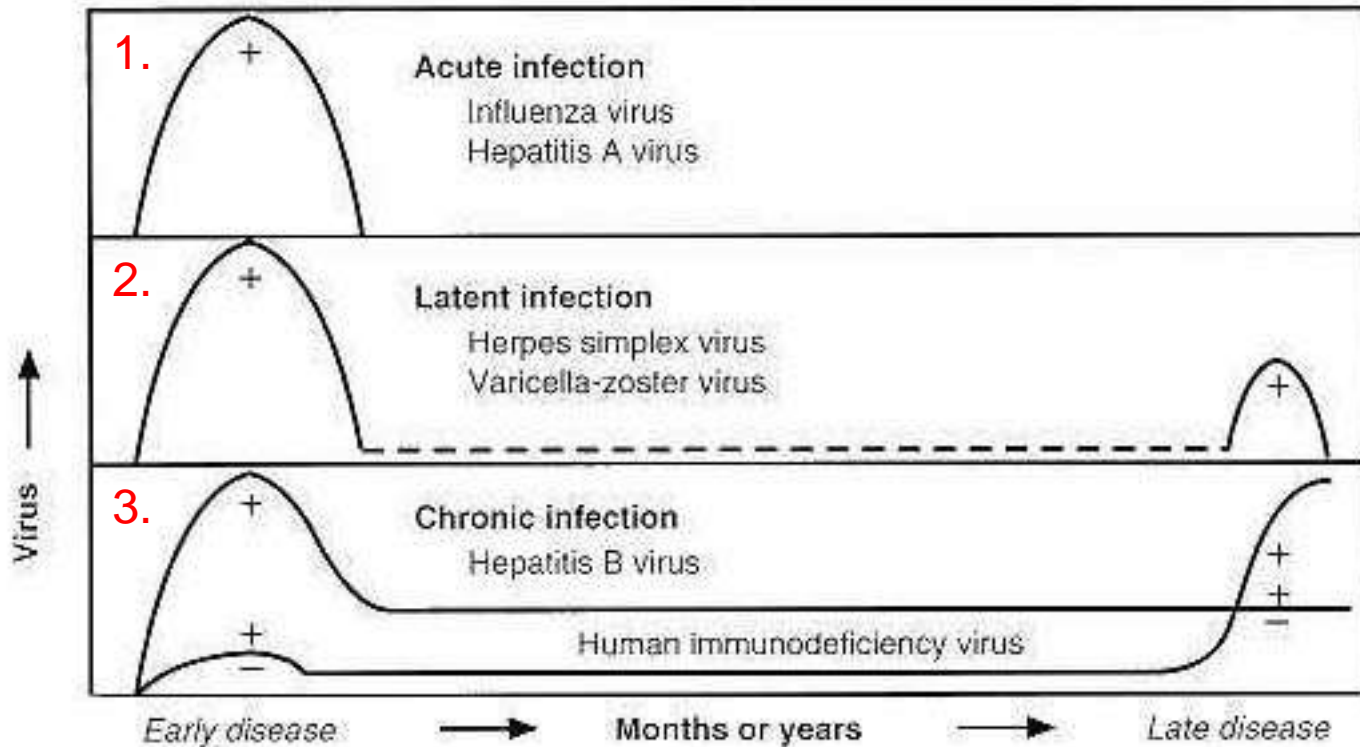 1.
+
Acute infection
Influenza virus
Hepatitis A virus
2.
+
Latent infection
Herpes simplex virus
Varicella-zoster virus
+
3.
+
Chronic infection
Hepatitis B virus
+
+
−
Human immunodeficiency virus
+
−
Virus
Early disease Months or years Late disease